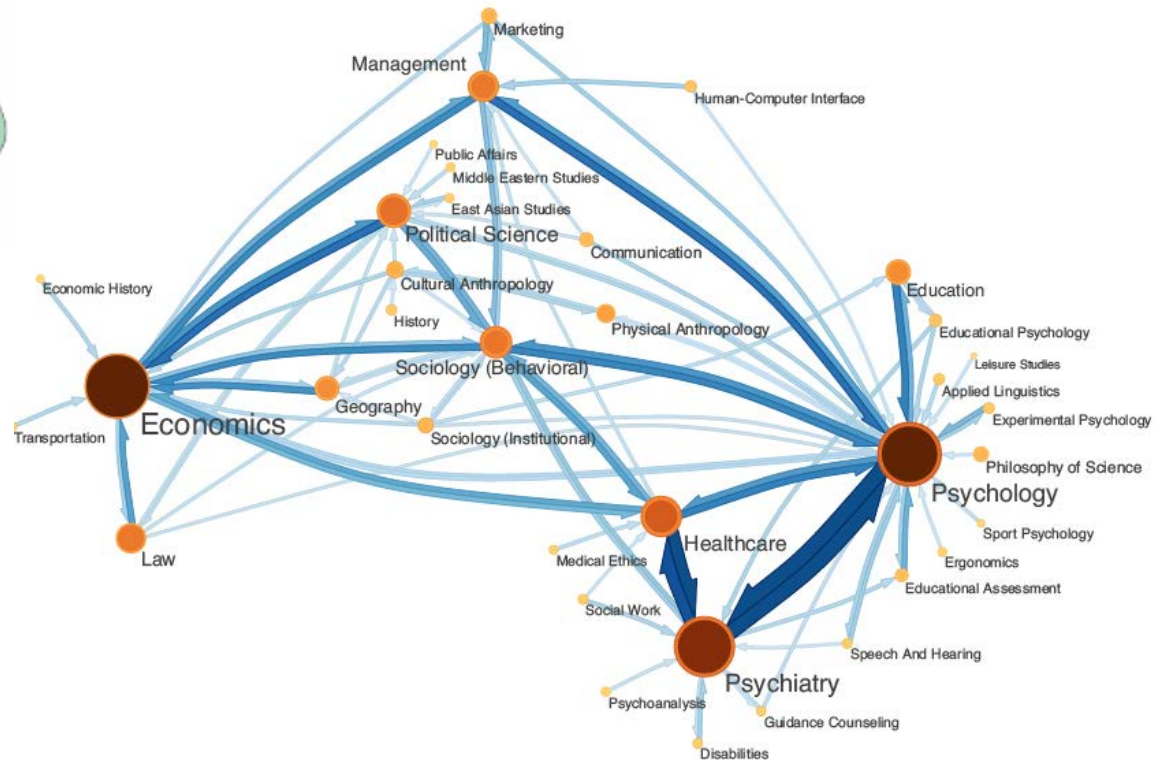 Marketing
Management
Human-Computer Interface
Public Affairs
Middle Eastern Studies
East Asian Studies
Political Science
Communication
Education
Cultural Anthropology
Economic History
History
Physical Anthropology
Educational Psychology
Leisure Studies
Sociology (Behavioral)
Applied Linguistics
Geography
Experimental Psychology
Economics
Transportation
Sociology (Institutional)
Philosophy of Science
Psychology
Sport Psychology
Healthcare
Law
Medical Ethics
Ergonomics
Educational Assessment
Social Work
Speech And Hearing
Psychiatry
Psychoanalysis
Guidance Counseling
Disabilities